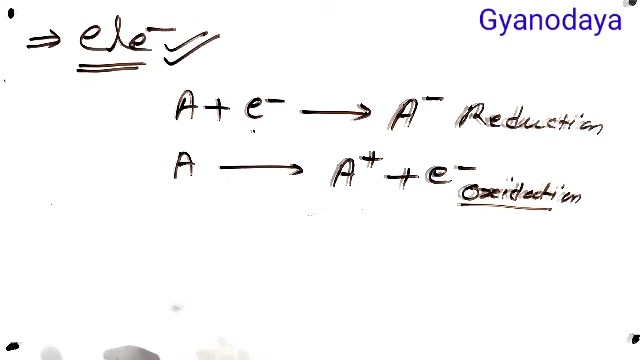 Gyanodaya
⇒ ele⁻ ✓
A + e⁻ ⟶ A⁻ Reduction
A ⟶ A⁺ + e⁻
oxidation